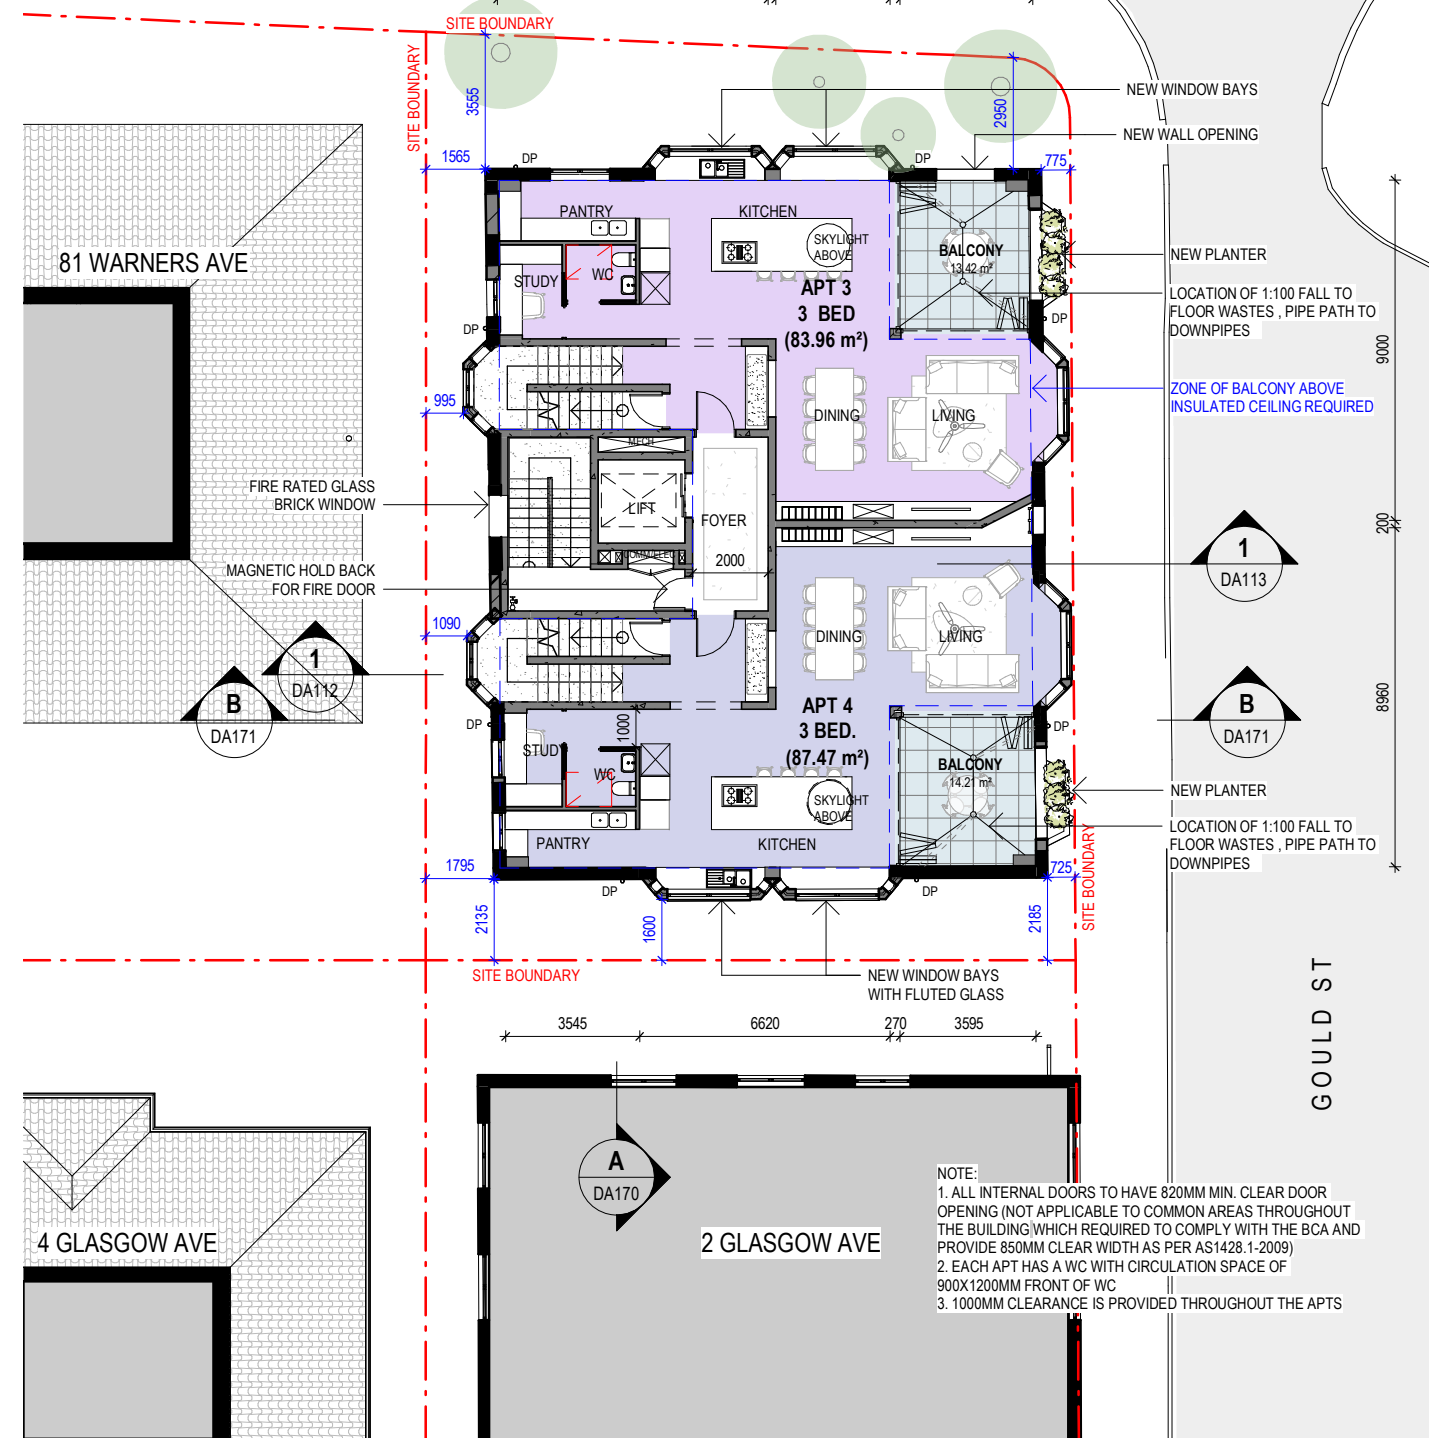 SITE BOUNDARY
SITE BOUNDARY
3555
2950
NEW WINDOW BAYS
NEW WALL OPENING
1565
DP
DP
775
PANTRY
KITCHEN
SKYLIGHT
ABOVE
BALCONY
13.42 m²
NEW PLANTER
81 WARNERS AVE
STUDY
WC
APT 3
3 BED
(83.96 m²)
LOCATION OF 1:100 FALL TO
FLOOR WASTES , PIPE PATH TO
DOWNPIPES
DP
DP
9000
995
DINING
LIVING
ZONE OF BALCONY ABOVE
INSULATED CEILING REQUIRED
MECH
FIRE RATED GLASS
BRICK WINDOW
LIFT
FOYER
200
COMM/ELEC
2000
1
DA113
MAGNETIC HOLD BACK
FOR FIRE DOOR
1090
DINING
LIVING
1
DA112
B
DA171
B
DA171
8960
DP
DP
APT 4
3 BED.
(87.47 m²)
1000
STUDY
WC
BALCONY
14.21 m²
SKYLIGHT
ABOVE
NEW PLANTER
PANTRY
KITCHEN
LOCATION OF 1:100 FALL TO
FLOOR WASTES , PIPE PATH TO
DOWNPIPES
1795
725
DP
DP
2135
1600
2185
SITE BOUNDARY
SITE BOUNDARY
NEW WINDOW BAYS
WITH FLUTED GLASS
GOULD ST
3545
6620
270
3595
A
DA170
4 GLASGOW AVE
2 GLASGOW AVE
NOTE:
1. ALL INTERNAL DOORS TO HAVE 820MM MIN. CLEAR DOOR
OPENING (NOT APPLICABLE TO COMMON AREAS THROUGHOUT
THE BUILDING WHICH REQUIRED TO COMPLY WITH THE BCA AND
PROVIDE 850MM CLEAR WIDTH AS PER AS1428.1-2009)
2. EACH APT HAS A WC WITH CIRCULATION SPACE OF
900X1200MM FRONT OF WC
3. 1000MM CLEARANCE IS PROVIDED THROUGHOUT THE APTS